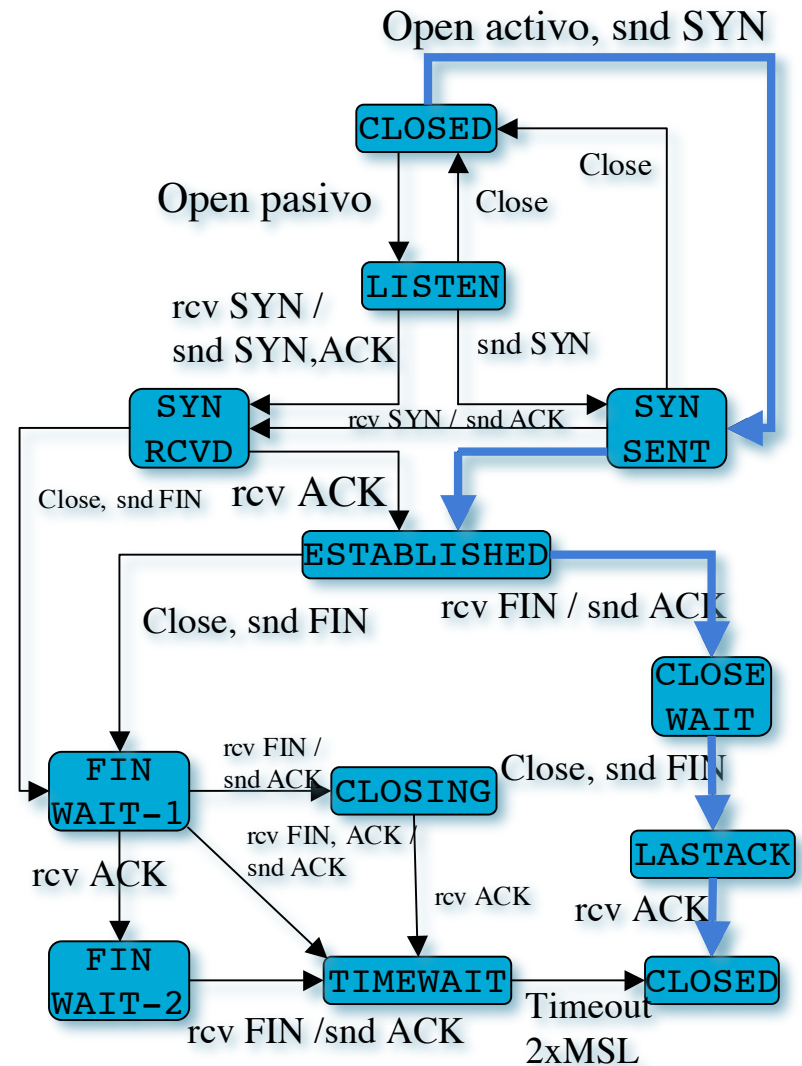 Open activo, snd SYN
CLOSED
Close
Open pasivo
Close
LISTEN
rcv SYN /
snd SYN,ACK
snd SYN
SYN
RCVD
rcv SYN / snd ACK
SYN
SENT
Close, snd FIN
rcv ACK
ESTABLISHED
Close, snd FIN
rcv FIN / snd ACK
CLOSE
WAIT
FIN
WAIT-1
rcv FIN /
snd ACK
CLOSING
Close, snd FIN
rcv FIN, ACK /
snd ACK
LASTACK
rcv ACK
rcv ACK
rcv ACK
FIN
WAIT-2
TIMEWAIT
CLOSED
rcv FIN /snd ACK
Timeout
2xMSL